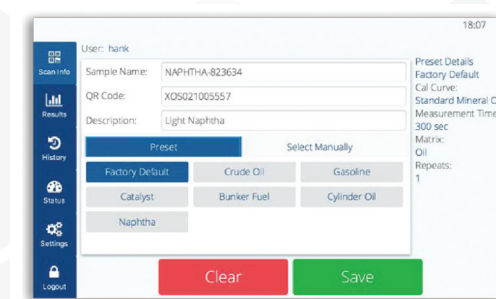 18:07
User: hank
Scan Info
Results
History
Status
Settings
Logout
Sample Name: NAPHTHA-823634
QR Code: XOS021005557
Description: Light Naphtha
Preset Select Manually
Factory Default Crude Oil Gasoline
Catalyst Bunker Fuel Cylinder Oil
Naphtha
Clear Save
Preset Details
Factory Default
Cal Curve:
Standard Mineral O
Measurement Time
300 sec
Matrix:
Oil
Repeats:
1